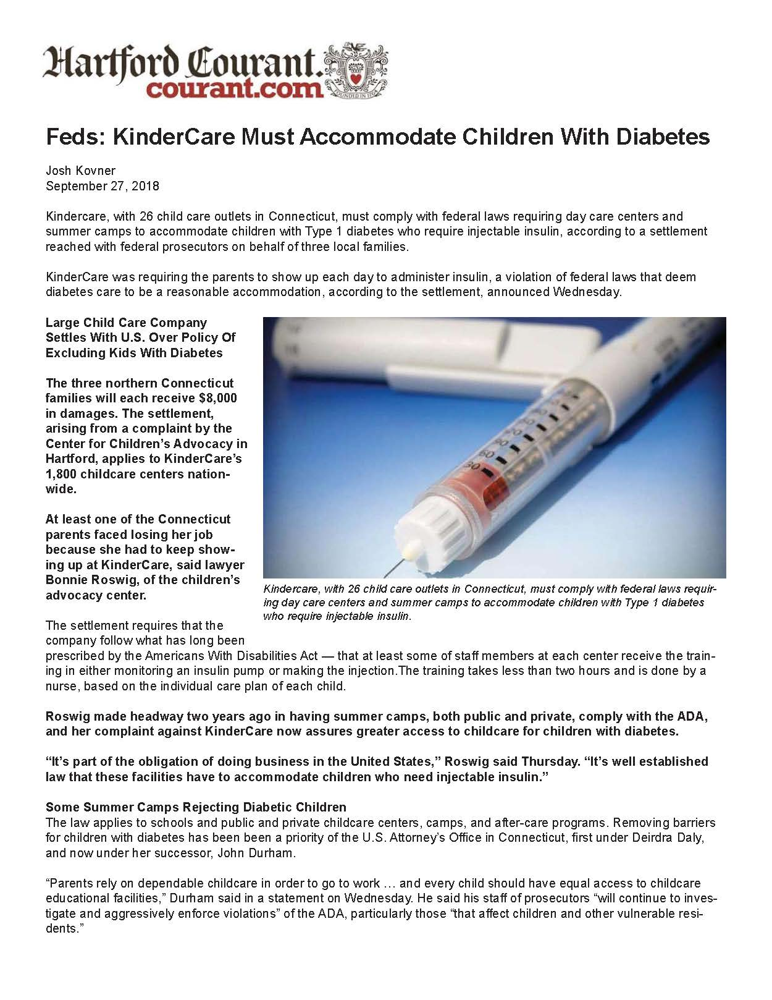 Hartford Courant.
courant.com
FOUNDED IN 1764
Feds: KinderCare Must Accommodate Children With Diabetes
Josh Kovner
September 27, 2018
Kindercare, with 26 child care outlets in Connecticut, must comply with federal laws requiring day care centers and
summer camps to accommodate children with Type 1 diabetes who require injectable insulin, according to a settlement
reached with federal prosecutors on behalf of three local families.
KinderCare was requiring the parents to show up each day to administer insulin, a violation of federal laws that deem
diabetes care to be a reasonable accommodation, according to the settlement, announced Wednesday.
Large Child Care Company
Settles With U.S. Over Policy Of
Excluding Kids With Diabetes
The three northern Connecticut
families will each receive $8,000
in damages. The settlement,
arising from a complaint by the
Center for Children’s Advocacy in
Hartford, applies to KinderCare’s
1,800 childcare centers nation-
wide.
At least one of the Connecticut
parents faced losing her job
because she had to keep show-
ing up at KinderCare, said lawyer
Bonnie Roswig, of the children’s
advocacy center.
30
60
Kindercare, with 26 child care outlets in Connecticut, must comply with federal laws requir-
ing day care centers and summer camps to accommodate children with Type 1 diabetes
who require injectable insulin.
The settlement requires that the
company follow what has long been
prescribed by the Americans With Disabilities Act — that at least some of staff members at each center receive the train-
ing in either monitoring an insulin pump or making the injection.The training takes less than two hours and is done by a
nurse, based on the individual care plan of each child.
Roswig made headway two years ago in having summer camps, both public and private, comply with the ADA,
and her complaint against KinderCare now assures greater access to childcare for children with diabetes.
“It’s part of the obligation of doing business in the United States,” Roswig said Thursday. “It’s well established
law that these facilities have to accommodate children who need injectable insulin.”
Some Summer Camps Rejecting Diabetic Children
The law applies to schools and public and private childcare centers, camps, and after-care programs. Removing barriers
for children with diabetes has been been a priority of the U.S. Attorney’s Office in Connecticut, first under Deirdra Daly,
and now under her successor, John Durham.
“Parents rely on dependable childcare in order to go to work … and every child should have equal access to childcare
educational facilities,” Durham said in a statement on Wednesday. He said his staff of prosecutors “will continue to inves-
tigate and aggressively enforce violations” of the ADA, particularly those “that affect children and other vulnerable resi-
dents.”